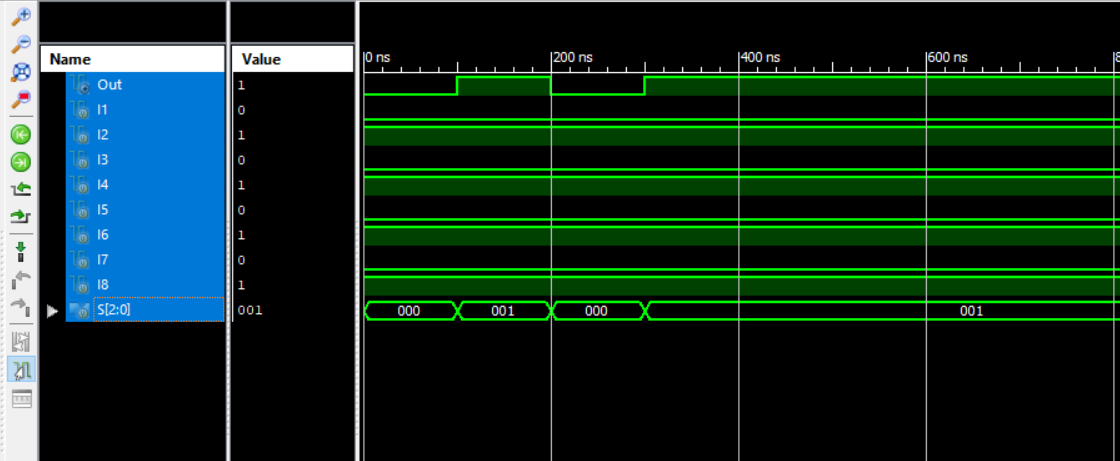 Name Value 0 ns 200 ns 400 ns 600 ns 8
Out 1
I1 0
I2 1
I3 0
I4 1
I5 0
I6 1
I7 0
I8 1
S[2:0] 001 000 001 000 001